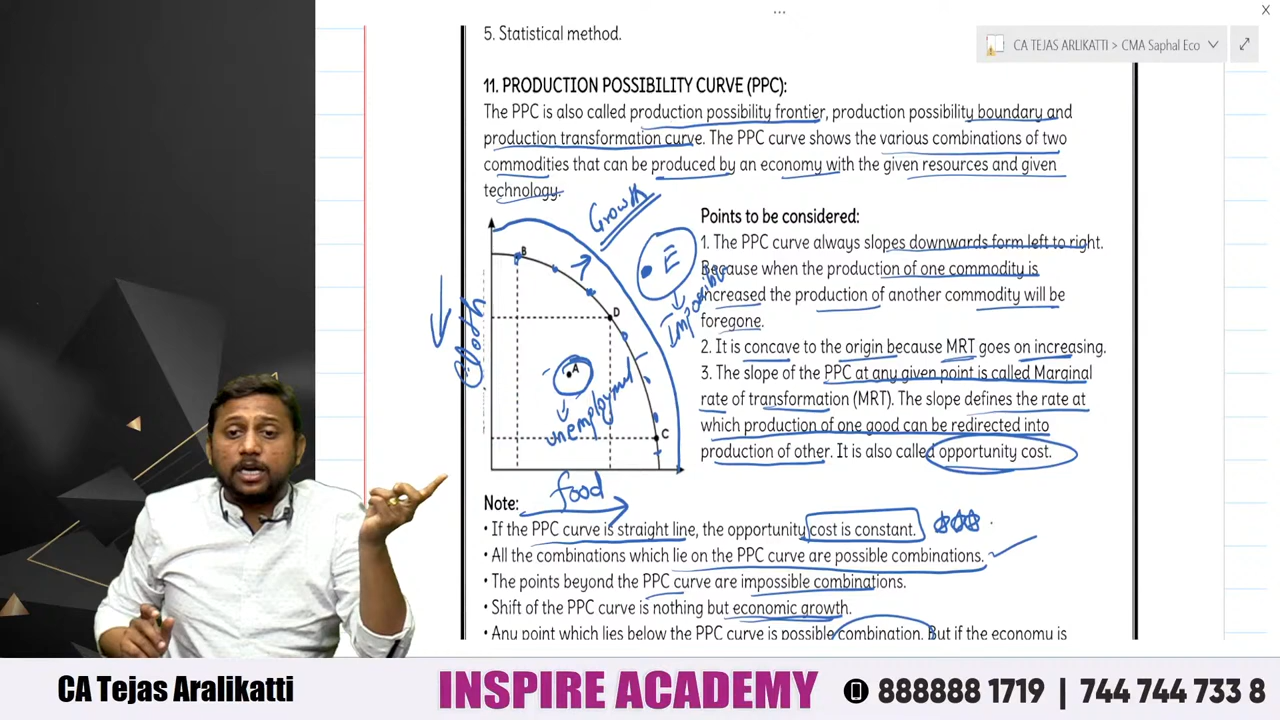 5. Statistical method.
CA TEJAS ARLIKATTI > CMA Saphal Eco
11. PRODUCTION POSSIBILITY CURVE (PPC):
The PPC is also called production possibility frontier, production possibility boundary and
production transformation curve. The PPC curve shows the various combinations of two
commodities that can be produced by an economy with the given resources and given
technology.
Growth
Points to be considered:
1. The PPC curve always slopes downwards form left to right.
Because when the production of one commodity is
increased the production of another commodity will be
foregone.
2. It is concave to the origin because MRT goes on increasing.
3. The slope of the PPC at any given point is called Marginal
rate of transformation (MRT). The slope defines the rate at
which production of one good can be redirected into
production of other. It is also called opportunity cost.
B
E
Impossible
D
Cloth
A
unemployment
C
food
Note:
• If the PPC curve is straight line, the opportunity cost is constant.
• All the combinations which lie on the PPC curve are possible combinations.
• The points beyond the PPC curve are impossible combinations.
• Shift of the PPC curve is nothing but economic growth.
• Any point which lies below the PPC curve is possible combination. But if the economy is
CA Tejas Aralikatti
INSPIRE ACADEMY
888888 1719 | 744 744 733 8